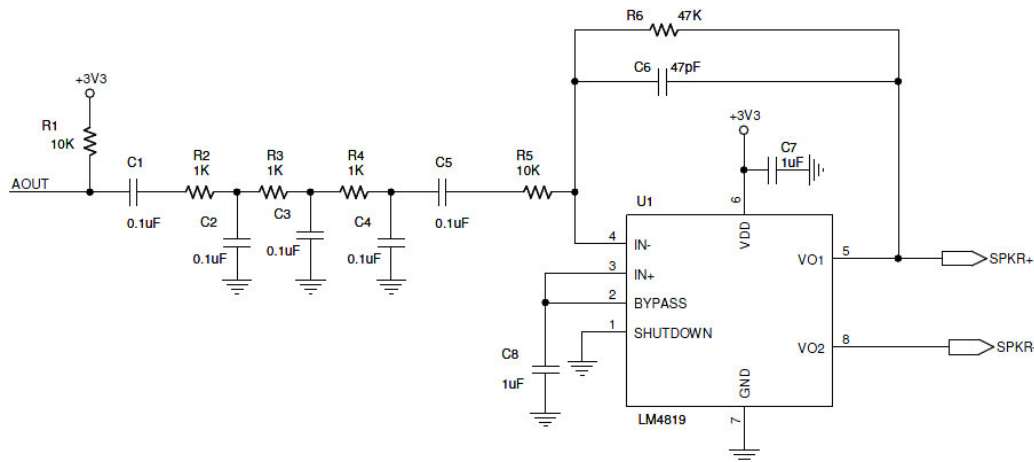 R6 47K
C6 47pF
+3V3
+3V3
R1
10K
C7
1uF
C1
R2
1K
R3
1K
R4
1K
C5
R5
10K
AOUT
0.1uF
C2
0.1uF
C3
0.1uF
C4
0.1uF
0.1uF
U1
6
VDD
4 IN-
3 IN+
2 BYPASS
1 SHUTDOWN
VO1 5 SPKR+
VO2 8 SPKR-
C8
1uF
GND
7
LM4819